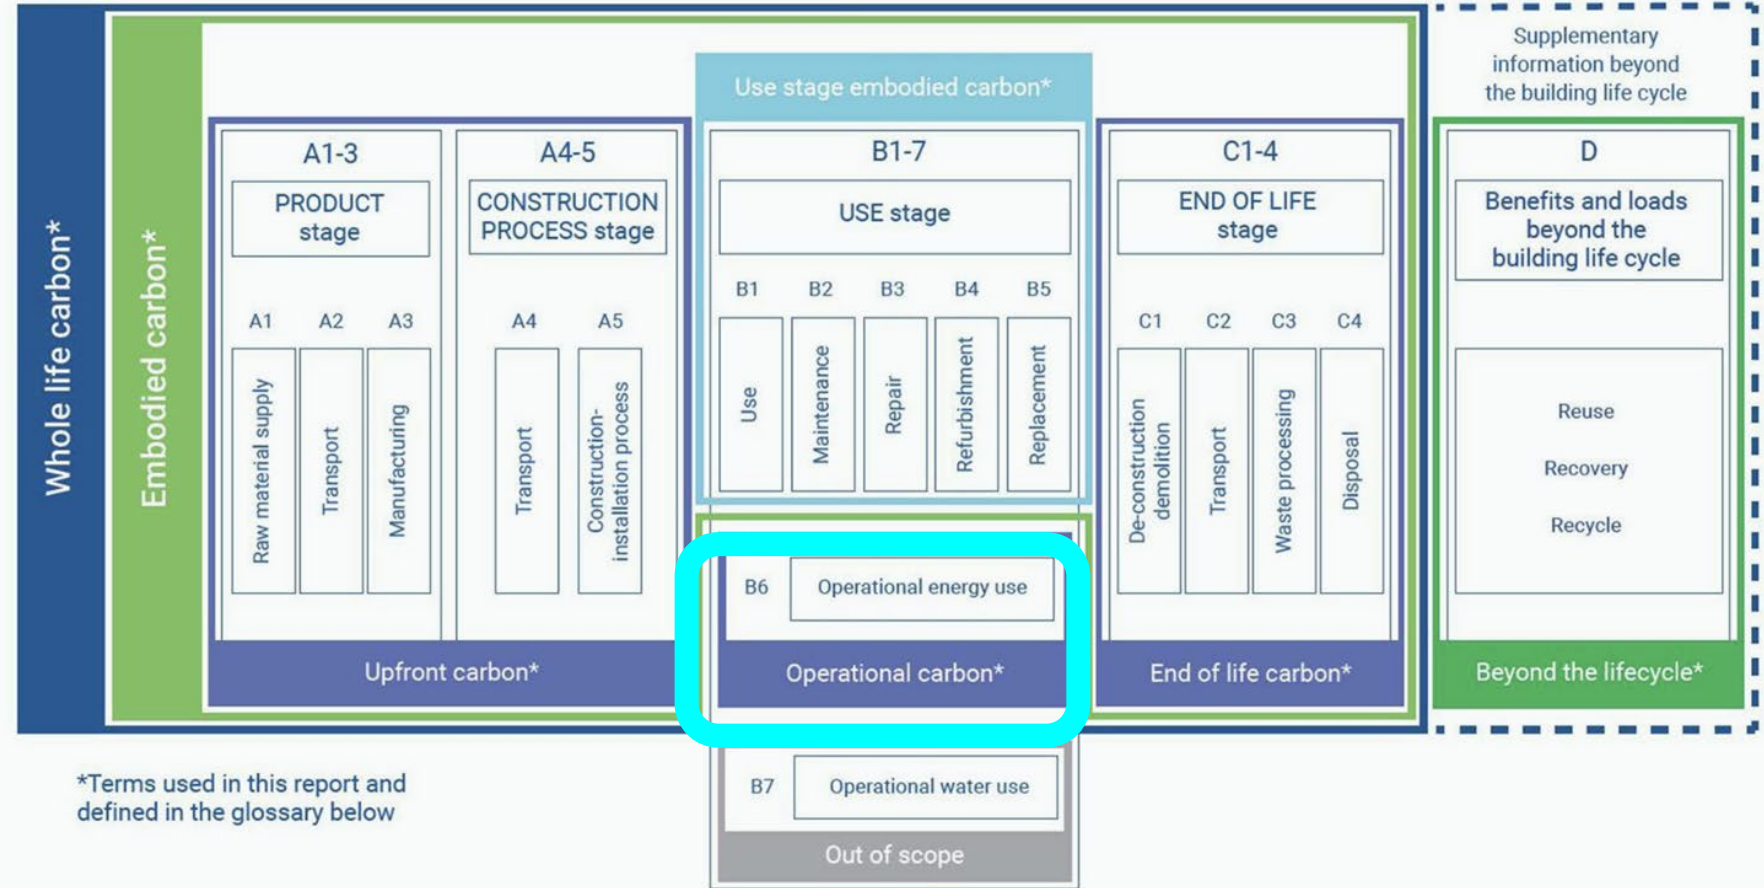 Whole life carbon*
Embodied carbon*
Use stage embodied carbon*
Supplementary
information beyond
the building life cycle
A1-3
PRODUCT
stage
A1
A2
A3
Raw material supply
Transport
Manufacturing
A4-5
CONSTRUCTION
PROCESS stage
A4
A5
Transport
Construction-
installation process
Upfront carbon*
B1-7
USE stage
B1
B2
B3
B4
B5
Use
Maintenance
Repair
Refurbishment
Replacement
B6
Operational energy use
Operational carbon*
B7
Operational water use
Out of scope
C1-4
END OF LIFE
stage
C1
C2
C3
C4
De-construction
demolition
Transport
Waste processing
Disposal
End of life carbon*
D
Benefits and loads
beyond the
building life cycle
Reuse
Recovery
Recycle
Beyond the lifecycle*
*Terms used in this report and
defined in the glossary below